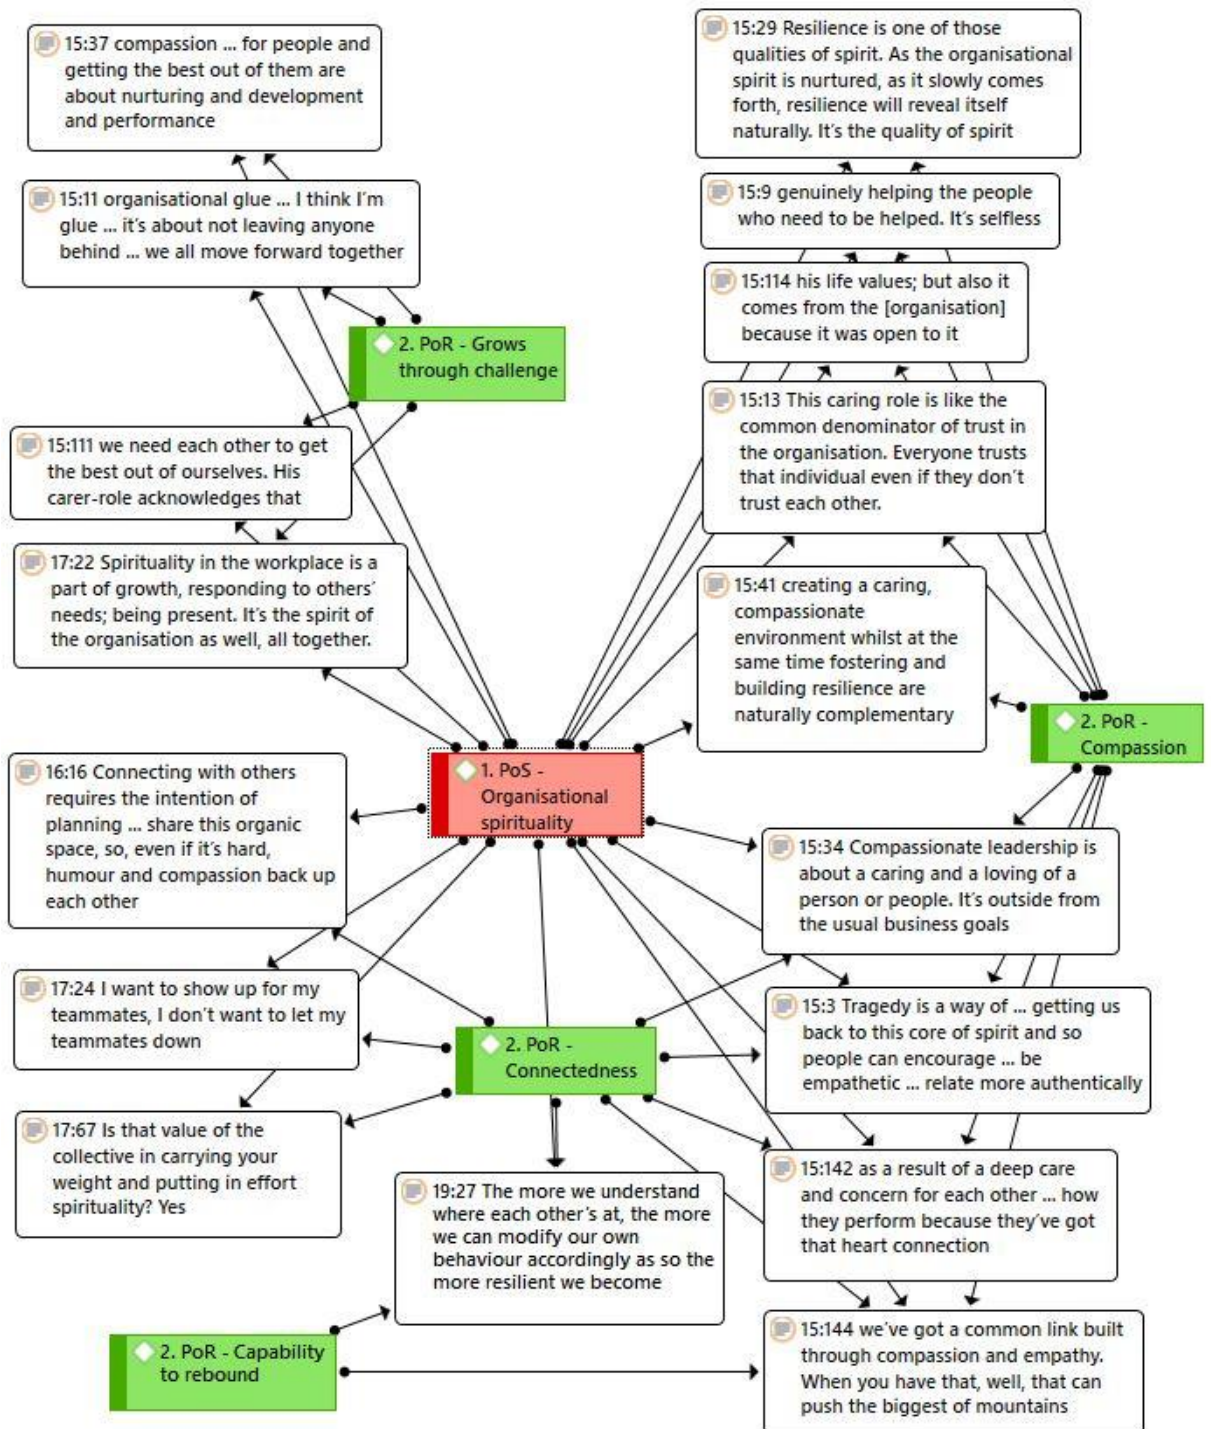 15:37 compassion ... for people and
getting the best out of them are
about nurturing and development
and performance
15:11 organisational glue ... I think I'm
glue ... it's about not leaving anyone
behind ... we all move forward together
2. PoR - Grows
through challenge
15:111 we need each other to get
the best out of ourselves. His
carer-role acknowledges that
17:22 Spirituality in the workplace is a
part of growth, responding to others'
needs; being present. It's the spirit of
the organisation as well, all together.
15:29 Resilience is one of those
qualities of spirit. As the organisational
spirit is nurtured, as it slowly comes
forth, resilience will reveal itself
naturally. It's the quality of spirit
15:9 genuinely helping the people
who need to be helped. It's selfless
15:114 his life values; but also it
comes from the [organisation]
because it was open to it
15:13 This caring role is like the
common denominator of trust in
the organisation. Everyone trusts
that individual even if they don't
trust each other.
15:41 creating a caring,
compassionate
environment whilst at the
same time fostering and
building resilience are
naturally complementary
2. PoR -
Compassion
1. PoS -
Organisational
spirituality
16:16 Connecting with others
requires the intention of
planning ... share this organic
space, so, even if it's hard,
humour and compassion back up
each other
17:24 I want to show up for my
teammates, I don't want to let my
teammates down
17:67 Is that value of the
collective in carrying your
weight and putting in effort
spirituality? Yes
2. PoR -
Connectedness
15:34 Compassionate leadership is
about a caring and a loving of a
person or people. It's outside from
the usual business goals
15:3 Tragedy is a way of ... getting us
back to this core of spirit and so
people can encourage ... be
empathetic ... relate more authentically
15:142 as a result of a deep care
and concern for each other ... how
they perform because they've got
that heart connection
19:27 The more we understand
where each other's at, the more
we can modify our own
behaviour accordingly as so the
more resilient we become
2. PoR - Capability
to rebound
15:144 we've got a common link built
through compassion and empathy.
When you have that, well, that can
push the biggest of mountains